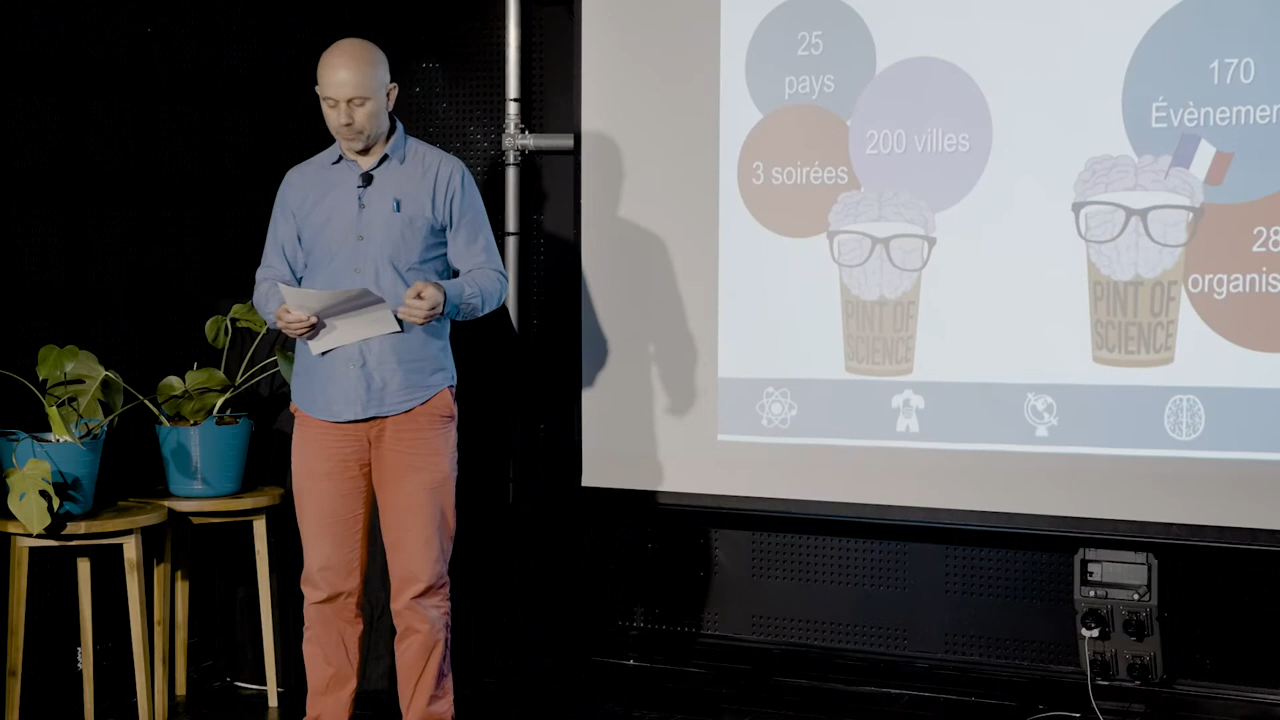 25
pays
200 villes
3 soirées
PINT OF
SCIENCE
170
Évènemen
28
organis
PINT OF
SCIENCE